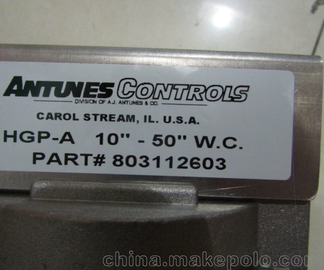 ANTUNES CONTROLS
DIVISION OF A.J. ANTUNES & CO.
CAROL STREAM, IL. U.S.A.
HGP-A 10" - 50" W.C.
PART# 803112603
china.makepolo.com